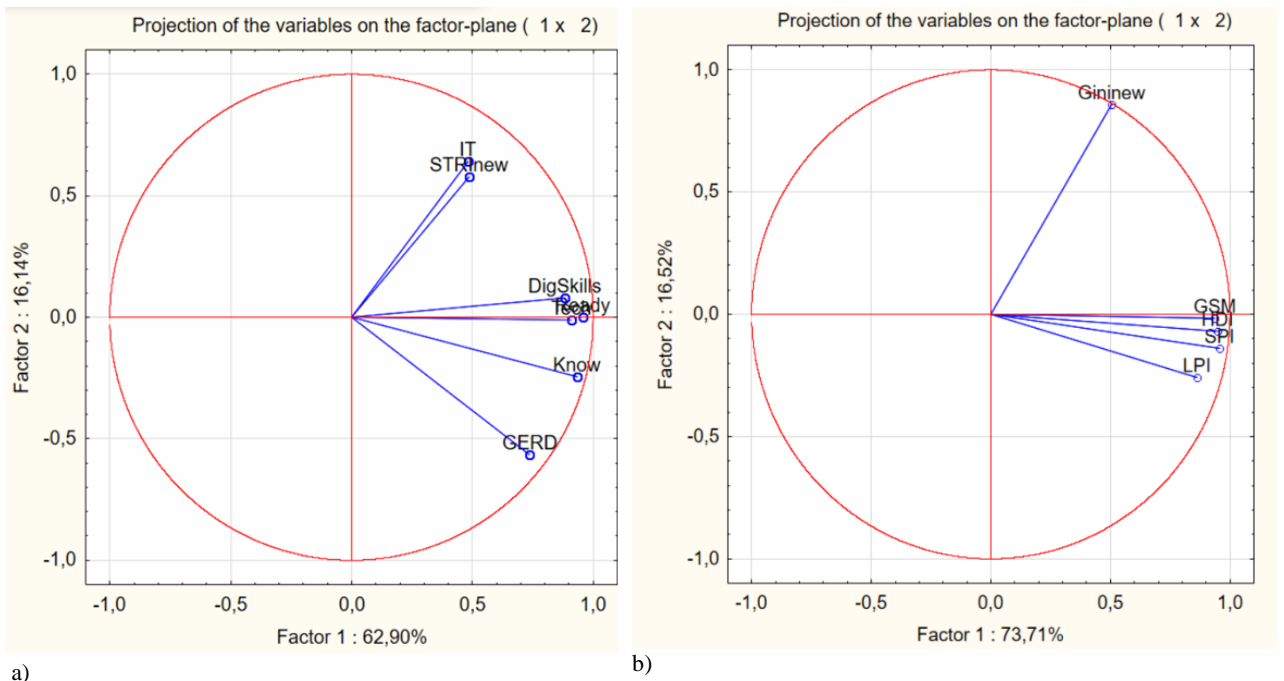 Projection of the variables on the factor-plane ( 1 x 2)
1,0
0,5
0,0
-0,5
-1,0
Factor 2 : 16,14%
IT
STRInew
DigSkills
Ready
Tech
Know
GERD
-1,0 -0,5 0,0 0,5 1,0
Factor 1 : 62,90%
a)
Projection of the variables on the factor-plane ( 1 x 2)
1,0
0,5
0,0
-0,5
-1,0
Factor 2 : 16,52%
Gininew
GSM
HDI
SPI
LPI
-1,0 -0,5 0,0 0,5 1,0
Factor 1 : 73,71%
b)